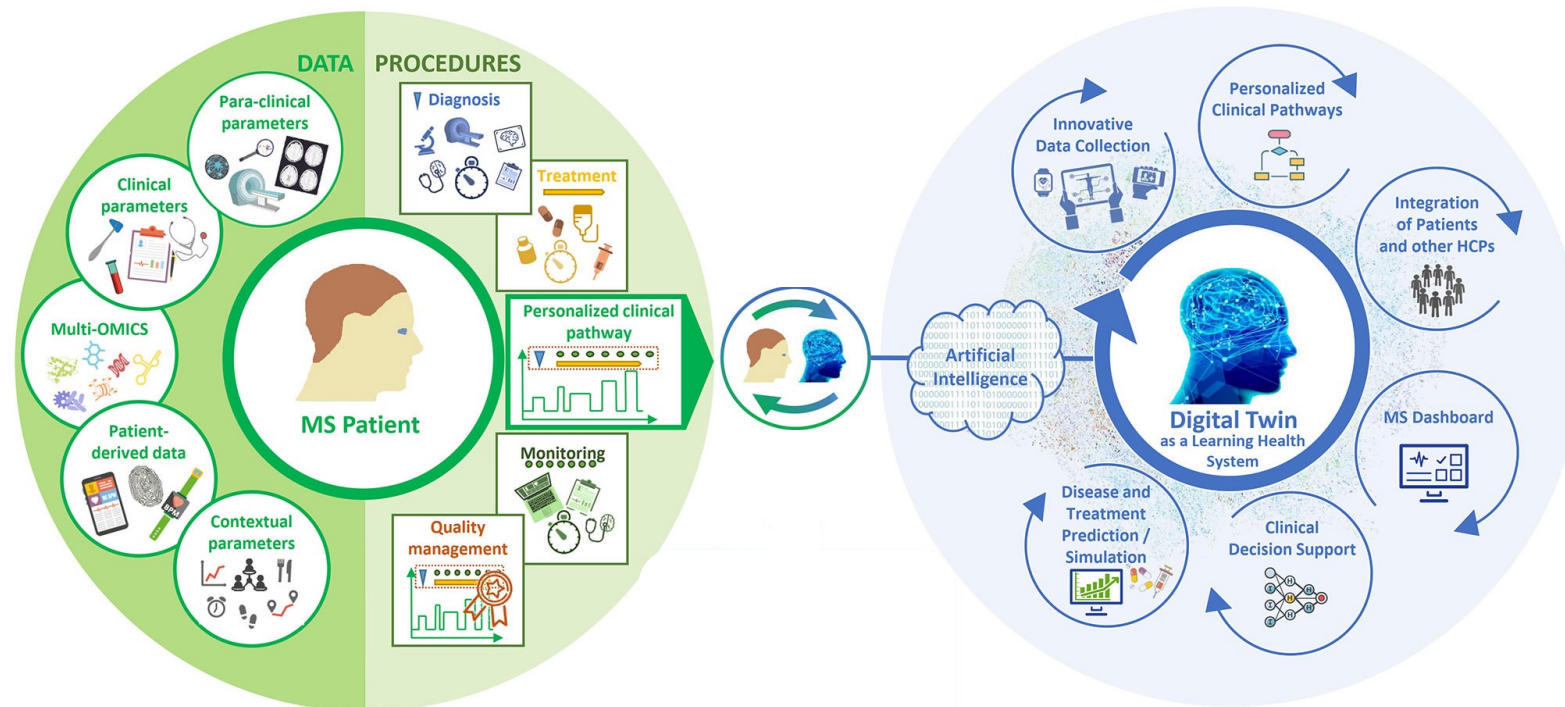 DATA
PROCEDURES
Para-clinical
parameters
Clinical
parameters
Multi-OMICS
Patient-
derived data
BPM
Contextual
parameters
MS Patient
Diagnosis
Treatment
Personalized clinical
pathway
Monitoring
Quality
management
Artificial
Intelligence
Innovative
Data Collection
Personalized
Clinical Pathways
Integration
of Patients
and other HCPs
MS Dashboard
Clinical
Decision Support
Disease and
Treatment
Prediction /
Simulation
Digital Twin
as a Learning Health
System